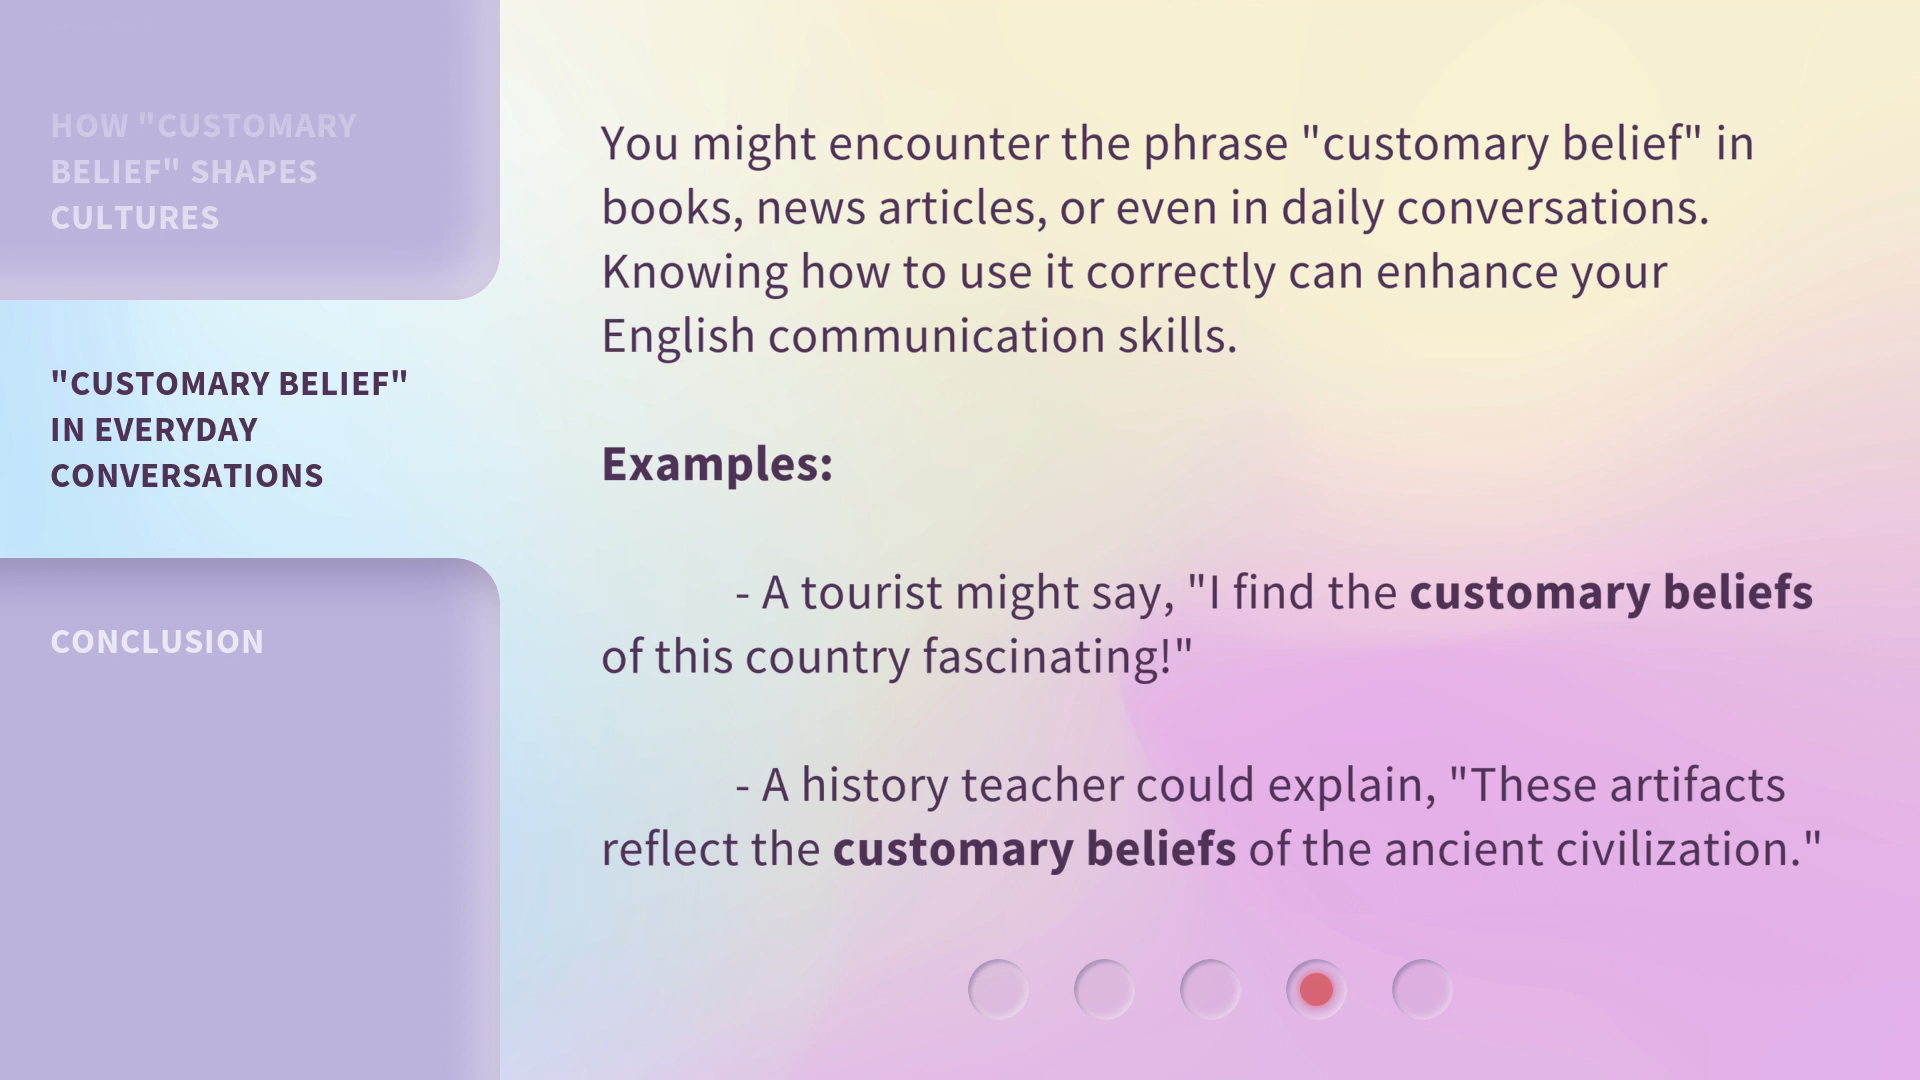 HOW "CUSTOMARY
BELIEF" SHAPES
CULTURES
"CUSTOMARY BELIEF"
IN EVERYDAY
CONVERSATIONS
CONCLUSION
You might encounter the phrase "customary belief" in
books, news articles, or even in daily conversations.
Knowing how to use it correctly can enhance your
English communication skills.
Examples:
- A tourist might say, "I find the customary beliefs
of this country fascinating!"
- A history teacher could explain, "These artifacts
reflect the customary beliefs of the ancient civilization."